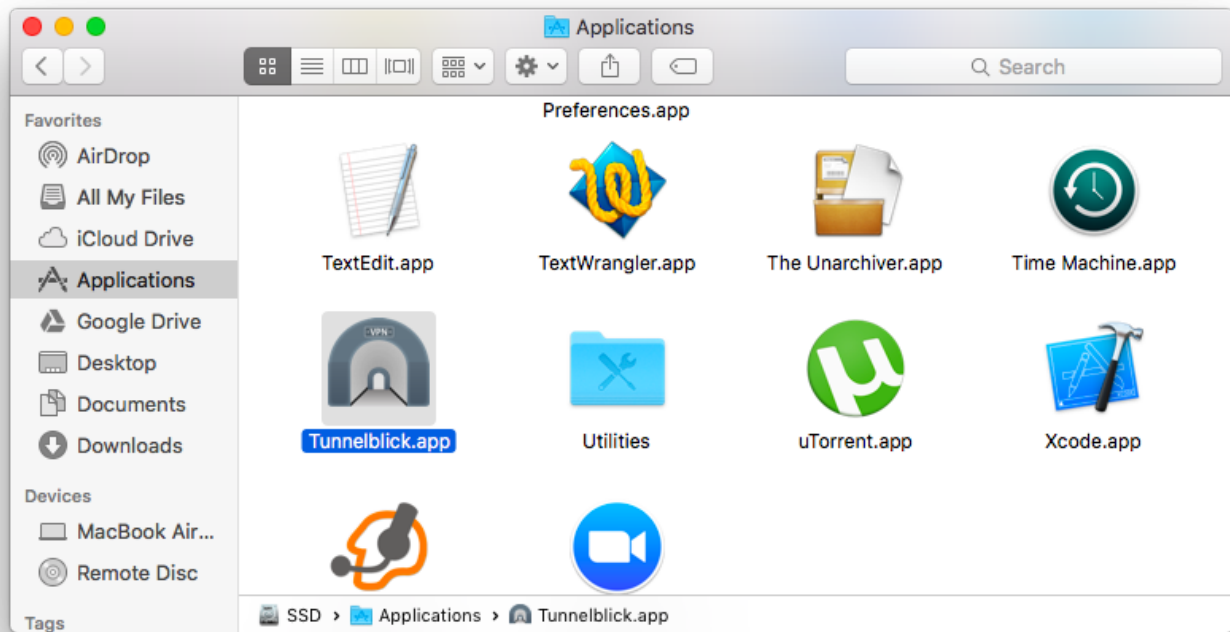 Applications
Search
Favorites
AirDrop
All My Files
iCloud Drive
Applications
Google Drive
Desktop
Documents
Downloads
Devices
MacBook Air...
Remote Disc
Tags
Preferences.app
TextEdit.app
TextWrangler.app
The Unarchiver.app
Time Machine.app
VPN
Tunnelblick.app
Utilities
uTorrent.app
Xcode.app
SSD › Applications › Tunnelblick.app